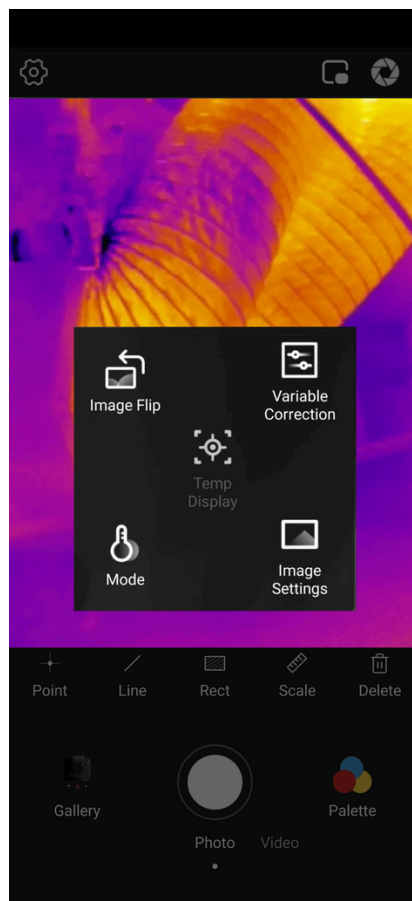 Image Flip
Variable
Correction
Temp
Display
Mode
Image
Settings
Point
Line
Rect
Scale
Delete
Gallery
Palette
Photo
Video